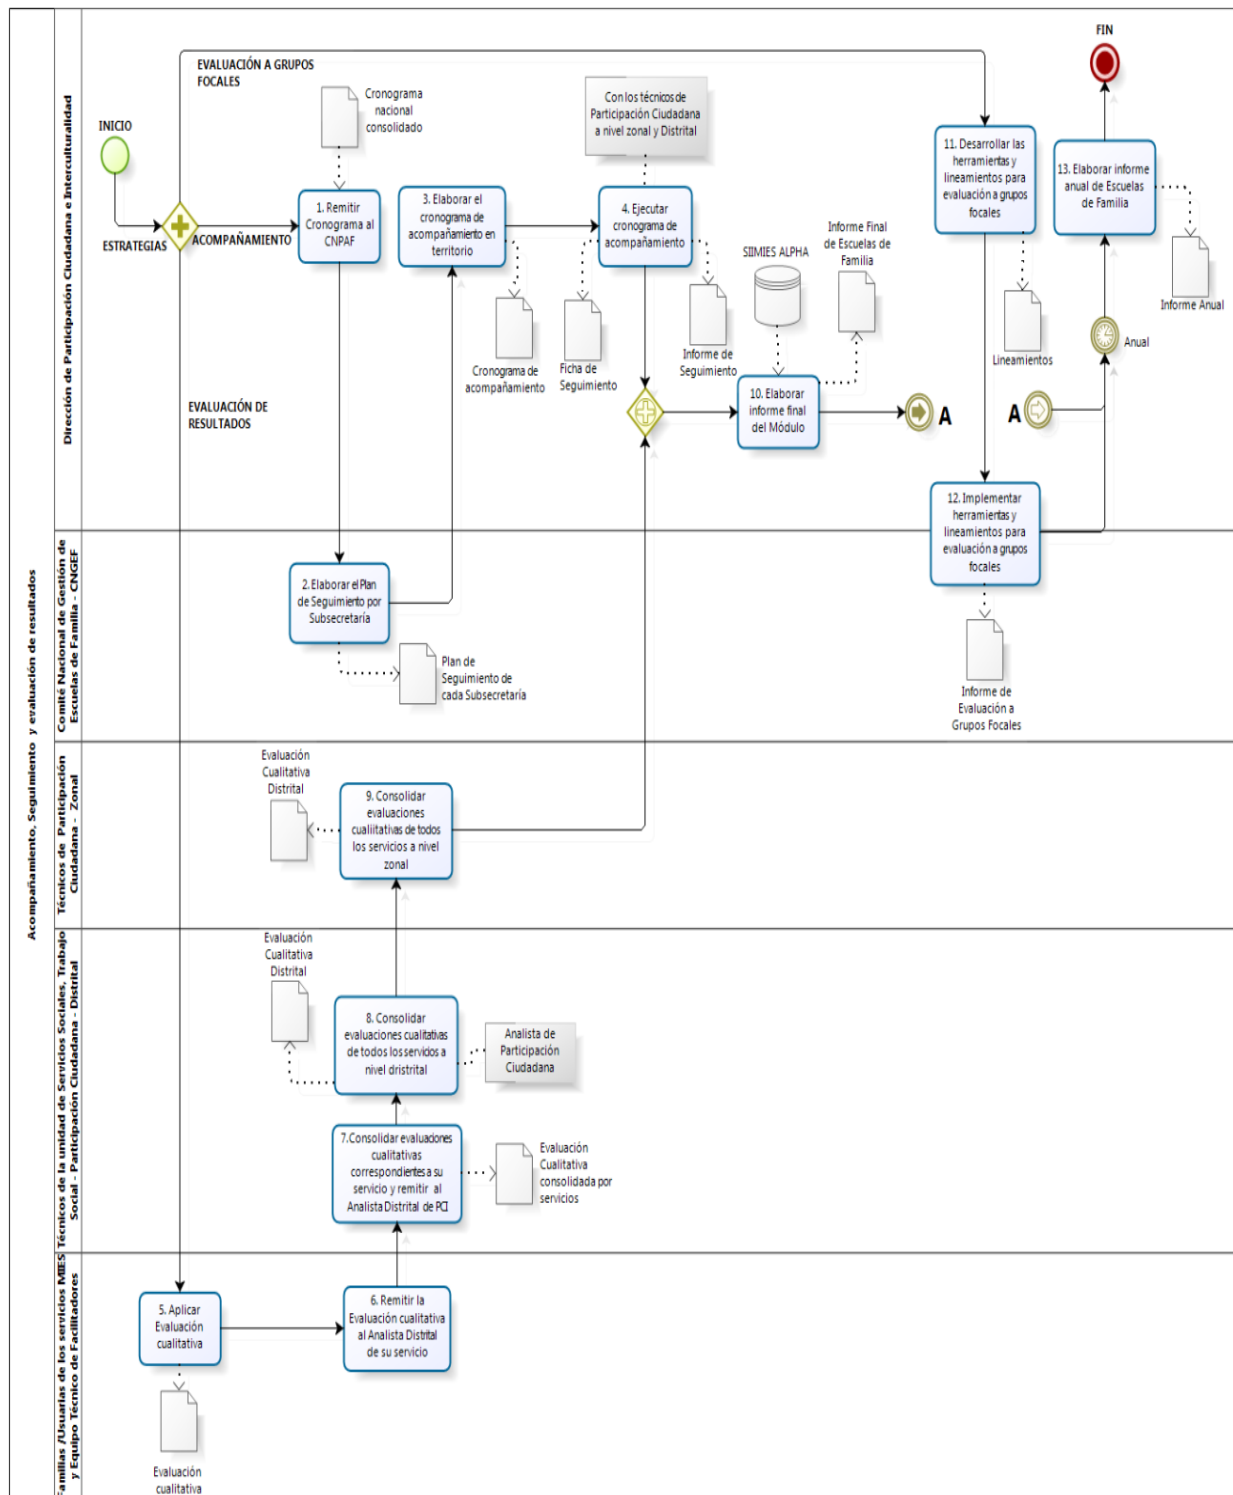 Acompañamiento, Seguimiento y evaluación de resultados
Dirección de Participación Ciudadana e Interculturalidad
INICIO
ESTRATEGIAS
EVALUACIÓN A GRUPOS
FOCALES
ACOMPAÑAMIENTO
EVALUACIÓN DE
RESULTADOS
Cronograma
nacional
consolidado
1. Remitir
Cronograma al
CNPAF
3. Elaborar el
cronograma de
acompañamiento en
territorio
Cronograma de
acompañamiento
Con los técnicos de
Participación Ciudadana
a nivel zonal y Distrital
4. Ejecutar
cronograma de
acompañamiento
Ficha de
Seguimiento
Informe de
Seguimiento
SIIMIES ALPHA
Informe Final
de Escuelas de
Familia
10. Elaborar
informe final
del Módulo
A
11. Desarrollar las
herramientas y
lineamientos para
evaluación a grupos
focales
Lineamientos
A
FIN
13. Elaborar informe
anual de Escuelas
de Familia
Informe Anual
Anual
12. Implementar
herramientas y
lineamientos para
evaluación a grupos
focales
Informe de
Evaluación a
Grupos Focales
Comité Nacional de Gestión de
Escuelas de Familia - CNGEF
2. Elaborar el Plan
de Seguimiento por
Subsecretaría
Plan de
Seguimiento de
cada Subsecretaría
Técnicos de Participación
Ciudadana - Zonal
Evaluación
Cualitativa
Distrital
9. Consolidar
evaluaciones
cualiitativas de todos
los servicios a nivel
zonal
Técnicos de la unidad de Servicios Sociales, Trabajo
Social - Participación Ciudadana - Distrital
Evaluación
Cualitativa
Distrital
8. Consolidar
evaluaciones cualitativas
de todos los servicios a
nivel dristrital
Analista de
Participación
Ciudadana
7.Consolidar evaluaciones
cualitativas
correspondientes a su
servicio y remitir al
Analista Distrital de PCI
Evaluación
Cualitativa
consolidada por
servicios
Familias /Usuarias de los servicios MIES
y Equipo Técnico de Facilitadores
5. Aplicar
Evaluación
cualitativa
6. Remitir la
Evaluación cualitativa
al Analista Distrital
de su servicio
Evaluación
cualitativa